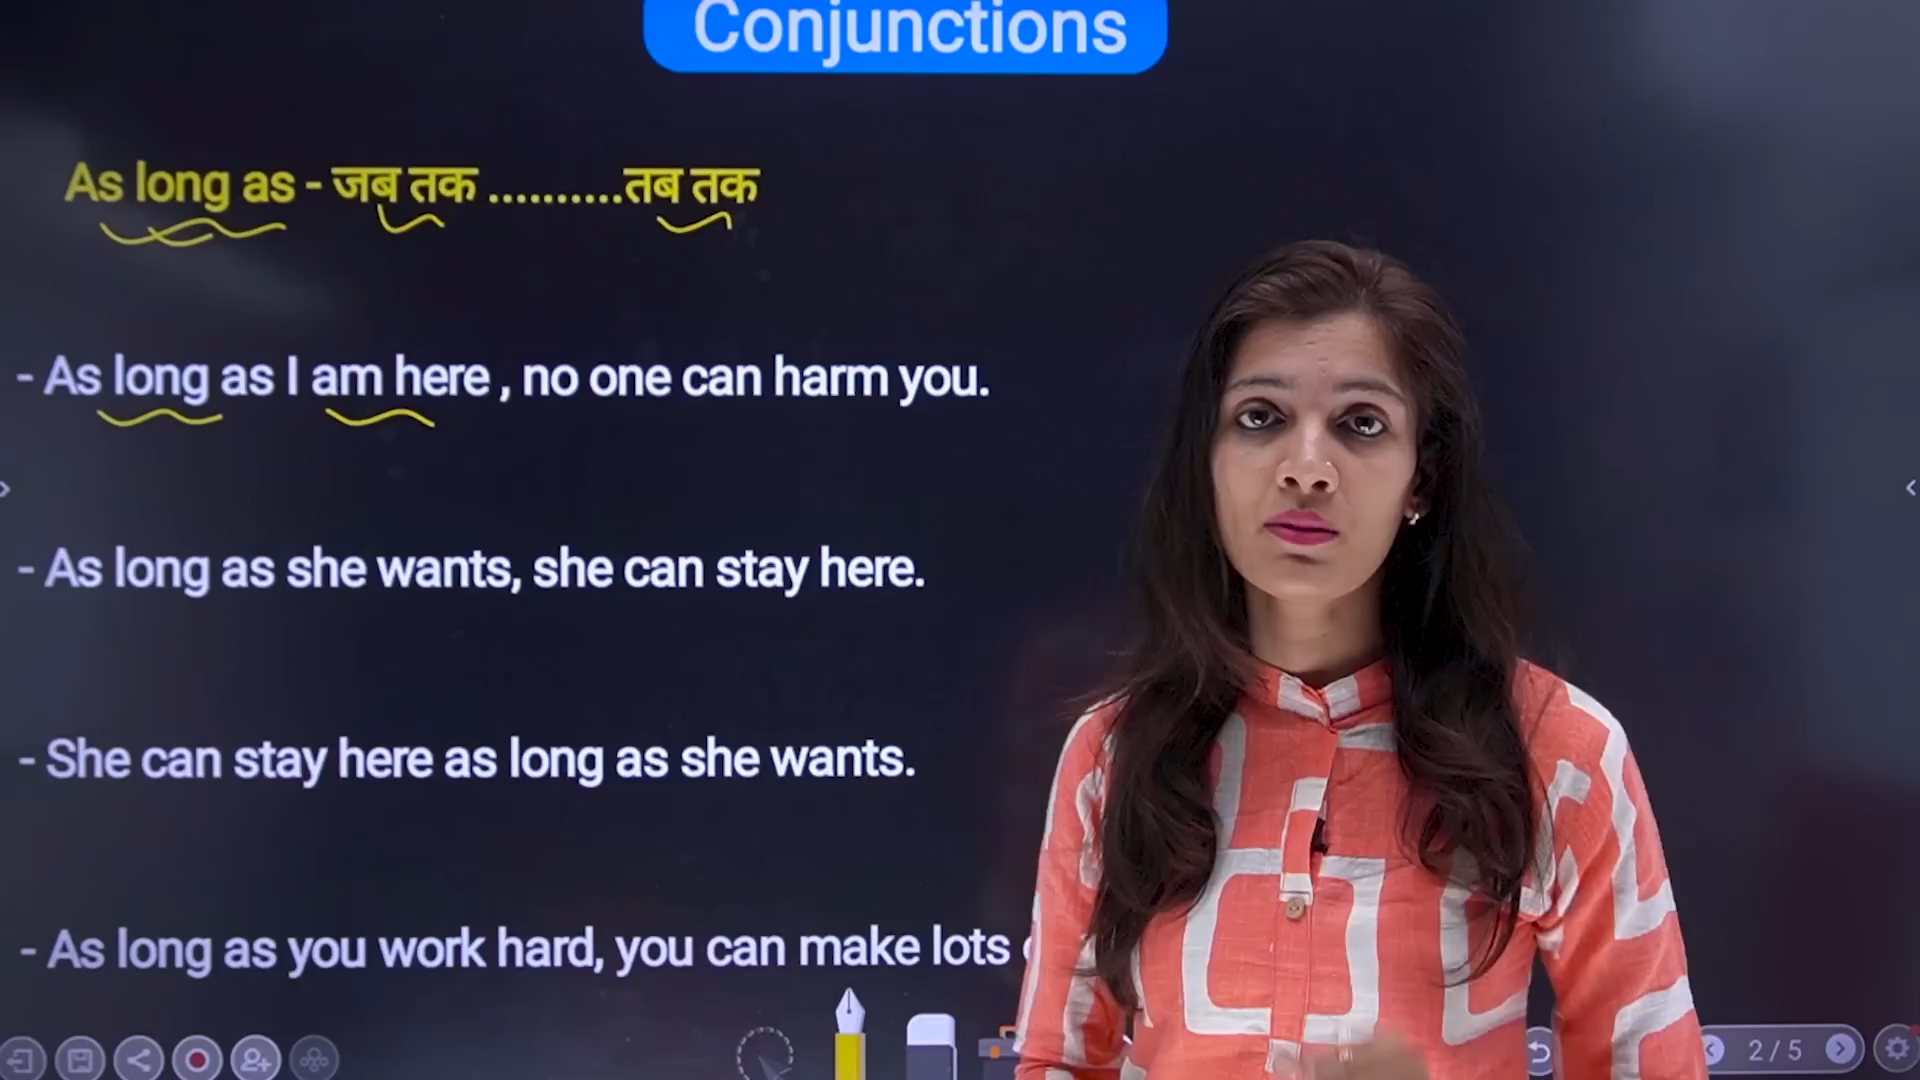 Conjunctions
As long as - जब तक ..........तब तक
- As long as I am here , no one can harm you.
- As long as she wants, she can stay here.
- She can stay here as long as she wants.
- As long as you work hard, you can make lots
2 / 5